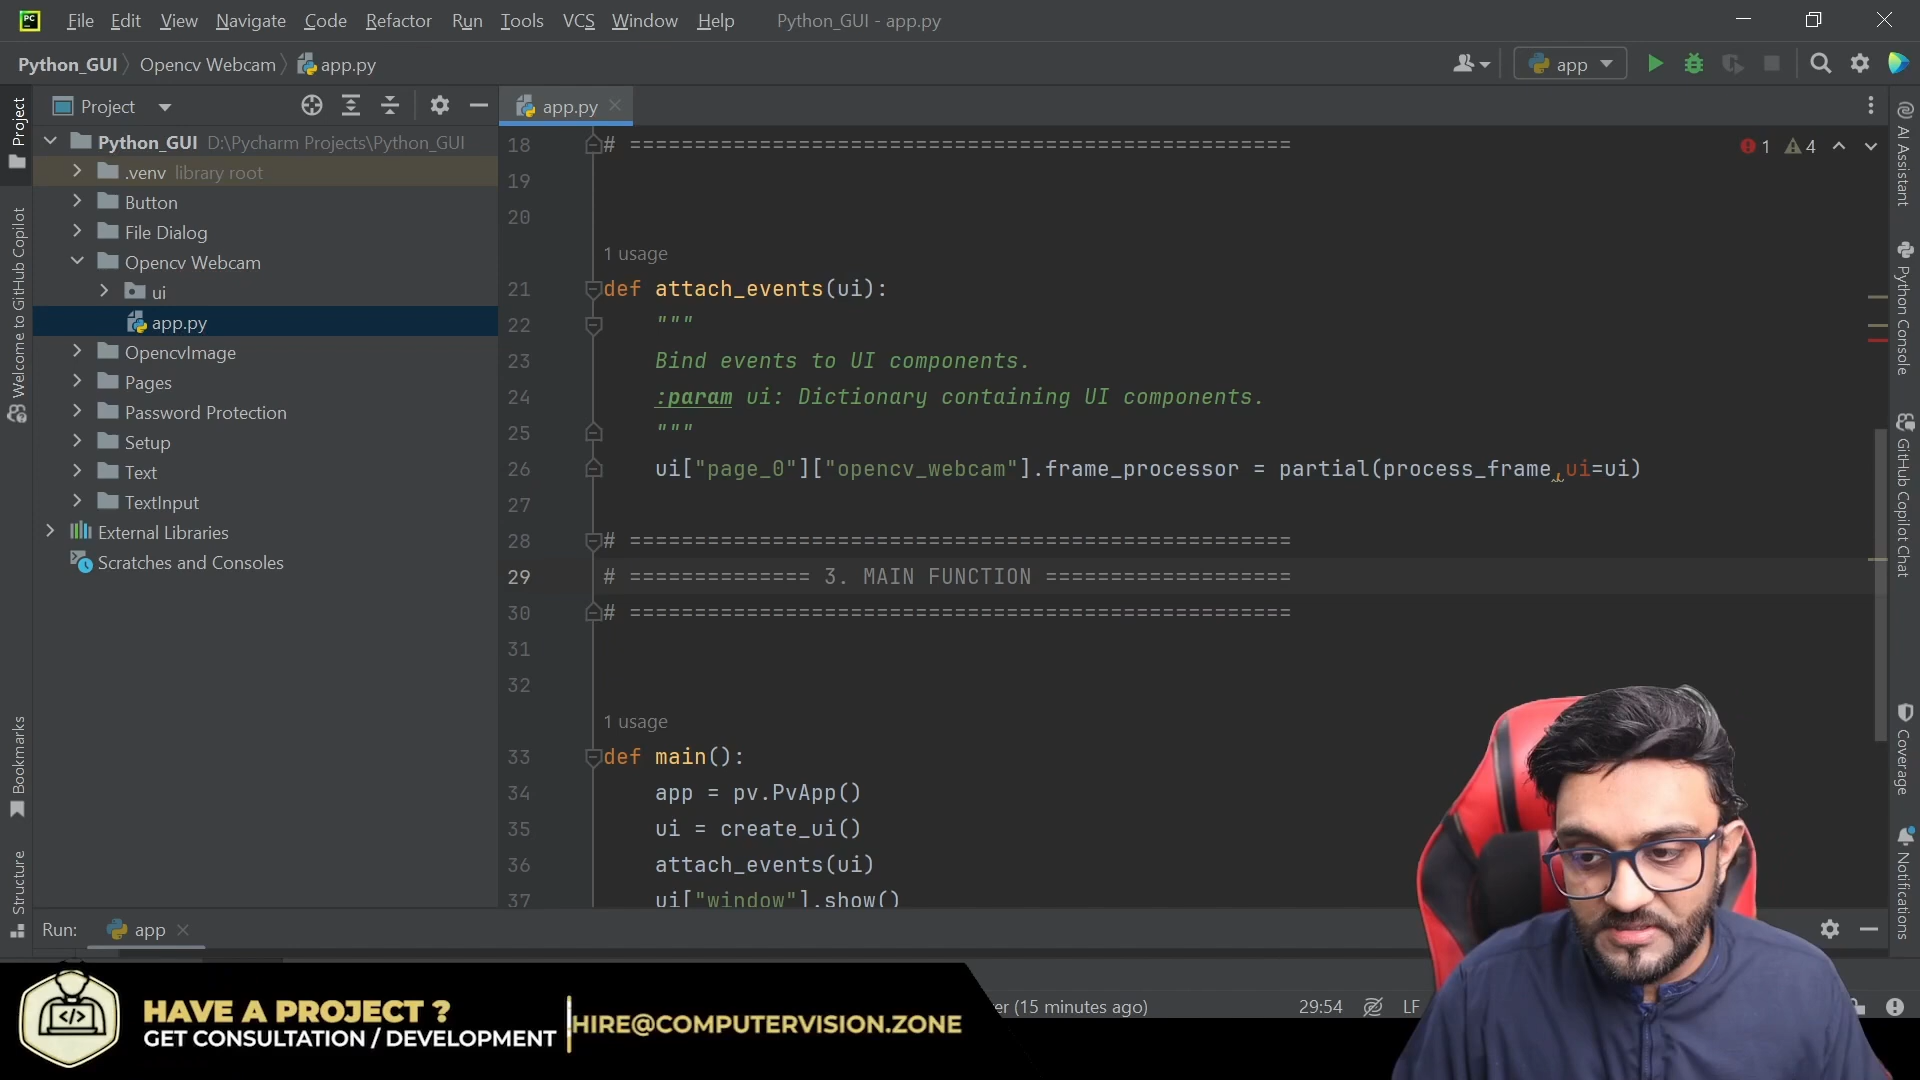 PC File Edit View Navigate Code Refactor Run Tools VCS Window Help Python_GUI - app.py
Python_GUI Opencv Webcam app.py app
Project app.py
Python_GUI D:\Pycharm Projects\Python_GUI
.venv library root
Button
File Dialog
Opencv Webcam
ui
app.py
OpencvImage
Pages
Password Protection
Setup
Text
TextInput
External Libraries
Scratches and Consoles
Project
Welcome to GitHub Copilot
Bookmarks
Structure
18 # ===================================================
1 4
19
20
1 usage
21 def attach_events(ui):
22 """
23 Bind events to UI components.
24 :param ui: Dictionary containing UI components.
25 """
26 ui["page_0"]["opencv_webcam"].frame_processor = partial(process_frame,ui=ui)
27
28 # ===================================================
29 # ============== 3. MAIN FUNCTION ===================
30 # ===================================================
31
32
1 usage
33 def main():
34 app = pv.PvApp()
35 ui = create_ui()
36 attach_events(ui)
37 ui["window"].show()
AI Assistant
Python Console
GitHub Copilot Chat
Coverage
Notifications
Run: app
er (15 minutes ago) 29:54 LF
HAVE A PROJECT ?
GET CONSULTATION / DEVELOPMENT
HIRE@COMPUTERVISION.ZONE